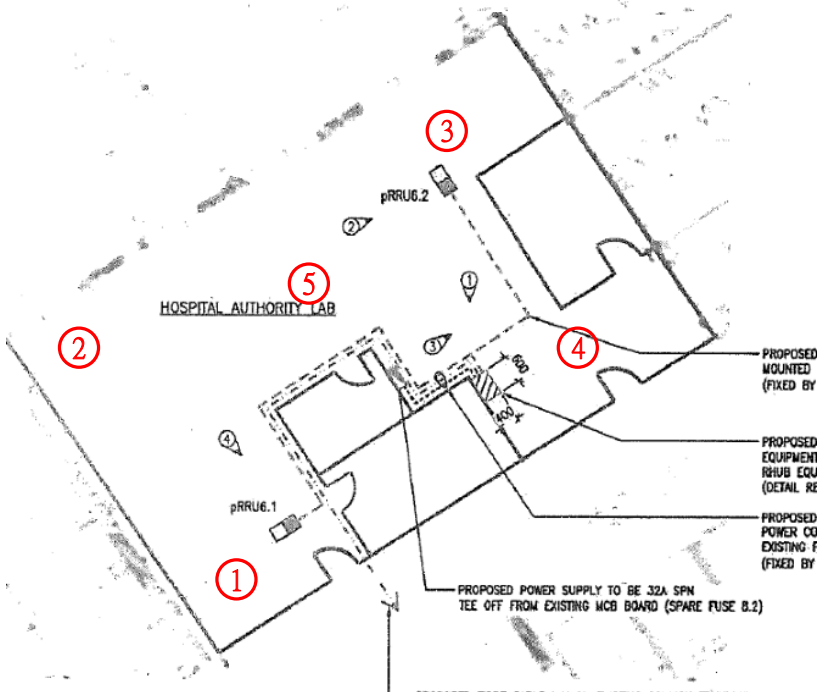 ③
pRRU6.2
②
⑤
①
HOSPITAL AUTHORITY LAB
②
③
④
600
PROPOSED
MOUNTED
(FIXED BY
400
④
PROPOSED
EQUIPMENT
RHUB EQU
(DETAIL RE
pRRU6.1
PROPOSED
POWER CO
EXISTING F
(FIXED BY
①
PROPOSED POWER SUPPLY TO BE 32A SPN
TEE OFF FROM EXISTING MCB BOARD (SPARE FUSE 8.2)